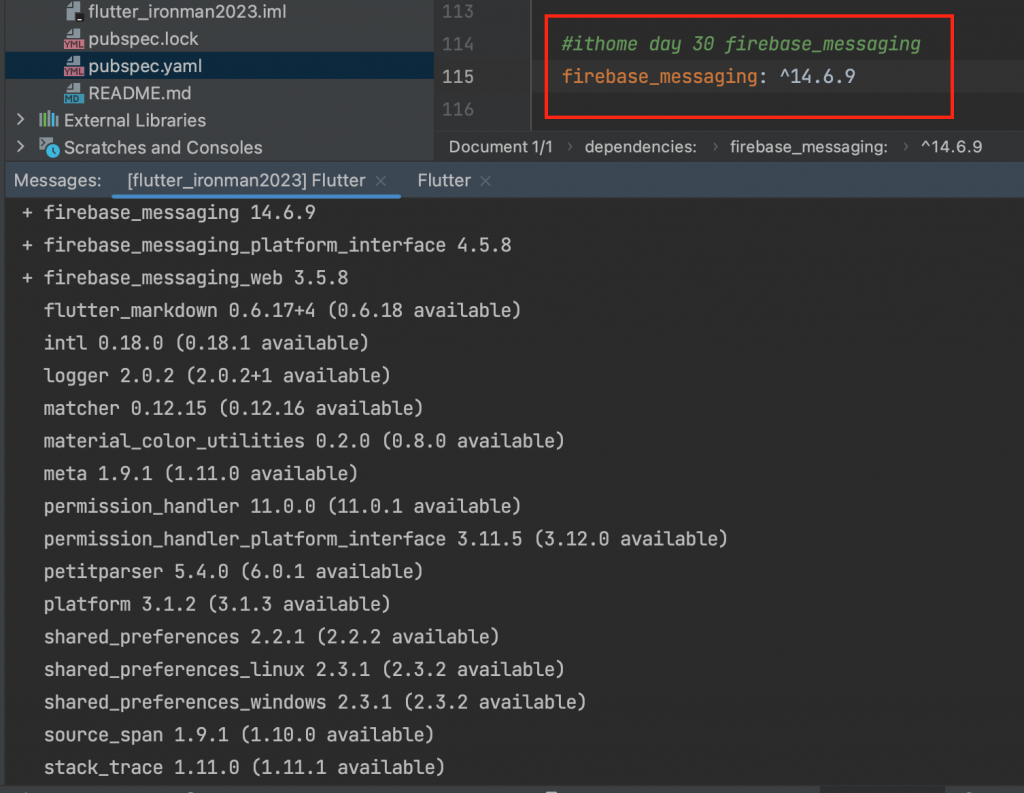 flutter_ironman2023.iml
pubspec.lock
pubspec.yaml
README.md
External Libraries
Scratches and Consoles
113
114 #ithome day 30 firebase_messaging
115 firebase_messaging: ^14.6.9
116
Document 1/1 › dependencies: › firebase_messaging: › ^14.6.9
Messages: [flutter_ironman2023] Flutter × Flutter ×
+ firebase_messaging 14.6.9
+ firebase_messaging_platform_interface 4.5.8
+ firebase_messaging_web 3.5.8
flutter_markdown 0.6.17+4 (0.6.18 available)
intl 0.18.0 (0.18.1 available)
logger 2.0.2 (2.0.2+1 available)
matcher 0.12.15 (0.12.16 available)
material_color_utilities 0.2.0 (0.8.0 available)
meta 1.9.1 (1.11.0 available)
permission_handler 11.0.0 (11.0.1 available)
permission_handler_platform_interface 3.11.5 (3.12.0 available)
petitparser 5.4.0 (6.0.1 available)
platform 3.1.2 (3.1.3 available)
shared_preferences 2.2.1 (2.2.2 available)
shared_preferences_linux 2.3.1 (2.3.2 available)
shared_preferences_windows 2.3.1 (2.3.2 available)
source_span 1.9.1 (1.10.0 available)
stack_trace 1.11.0 (1.11.1 available)